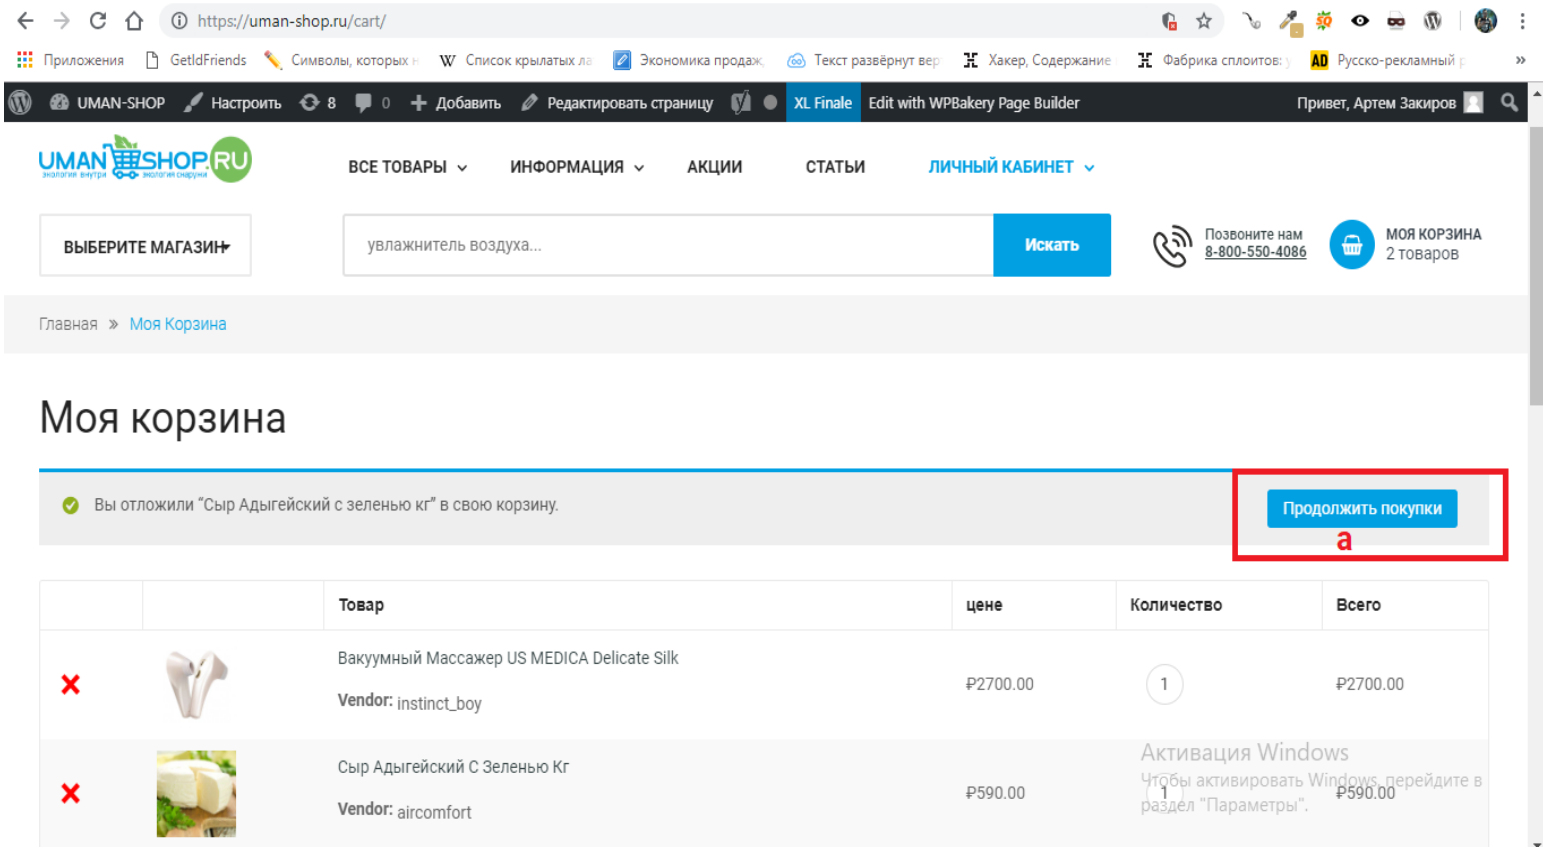 https://uman-shop.ru/cart/
Приложения GetIdFriends Символы, которых н Список крылатых ла Экономика продаж, Текст развёрнут вер Хакер, Содержание Фабрика сплоитов: AD Русско-рекламный р »
UMAN-SHOP Настроить 8 0 Добавить Редактировать страницу XL Finale Edit with WPBakery Page Builder Привет, Артем Закиров
UMAN SHOP.RU
экология внутри экология снаружи
ВСЕ ТОВАРЫ ИНФОРМАЦИЯ АКЦИИ СТАТЬИ ЛИЧНЫЙ КАБИНЕТ
ВЫБЕРИТЕ МАГАЗИН
увлажнитель воздуха...
Искать
Позвоните нам
8-800-550-4086
МОЯ КОРЗИНА
2 товаров
Главная » Моя Корзина
Моя корзина
Вы отложили “Сыр Адыгейский с зеленью кг” в свою корзину.
Продолжить покупки
а
Товар цене Количество Всего
Вакуумный Массажер US MEDICA Delicate Silk
Vendor: instinct_boy
₽2700.00 1 ₽2700.00
Сыр Адыгейский С Зеленью Кг
Vendor: aircomfort
₽590.00 1 ₽590.00
Активация Windows
Чтобы активировать Windows, перейдите в
раздел "Параметры".